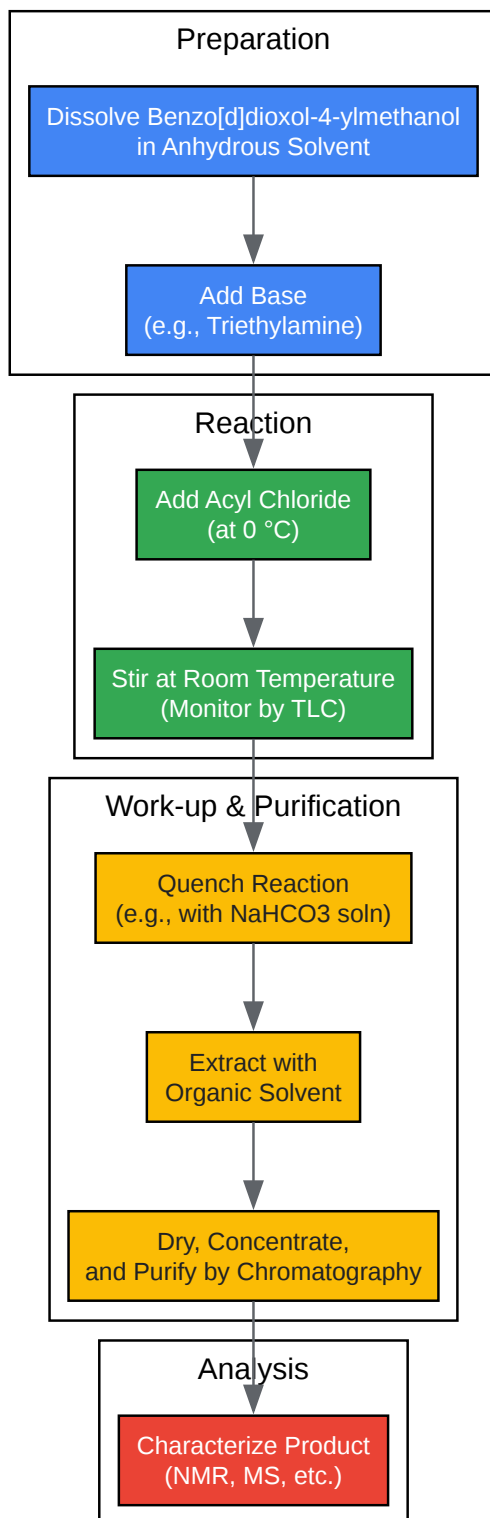 Preparation
Dissolve Benzo[d]dioxol-4-ylmethanol
in Anhydrous Solvent
Add Base
(e.g., Triethylamine)
Reaction
Add Acyl Chloride
(at 0 °C)
Stir at Room Temperature
(Monitor by TLC)
Work-up & Purification
Quench Reaction
(e.g., with NaHCO3 soln)
Extract with
Organic Solvent
Dry, Concentrate,
and Purify by Chromatography
Analysis
Characterize Product
(NMR, MS, etc.)